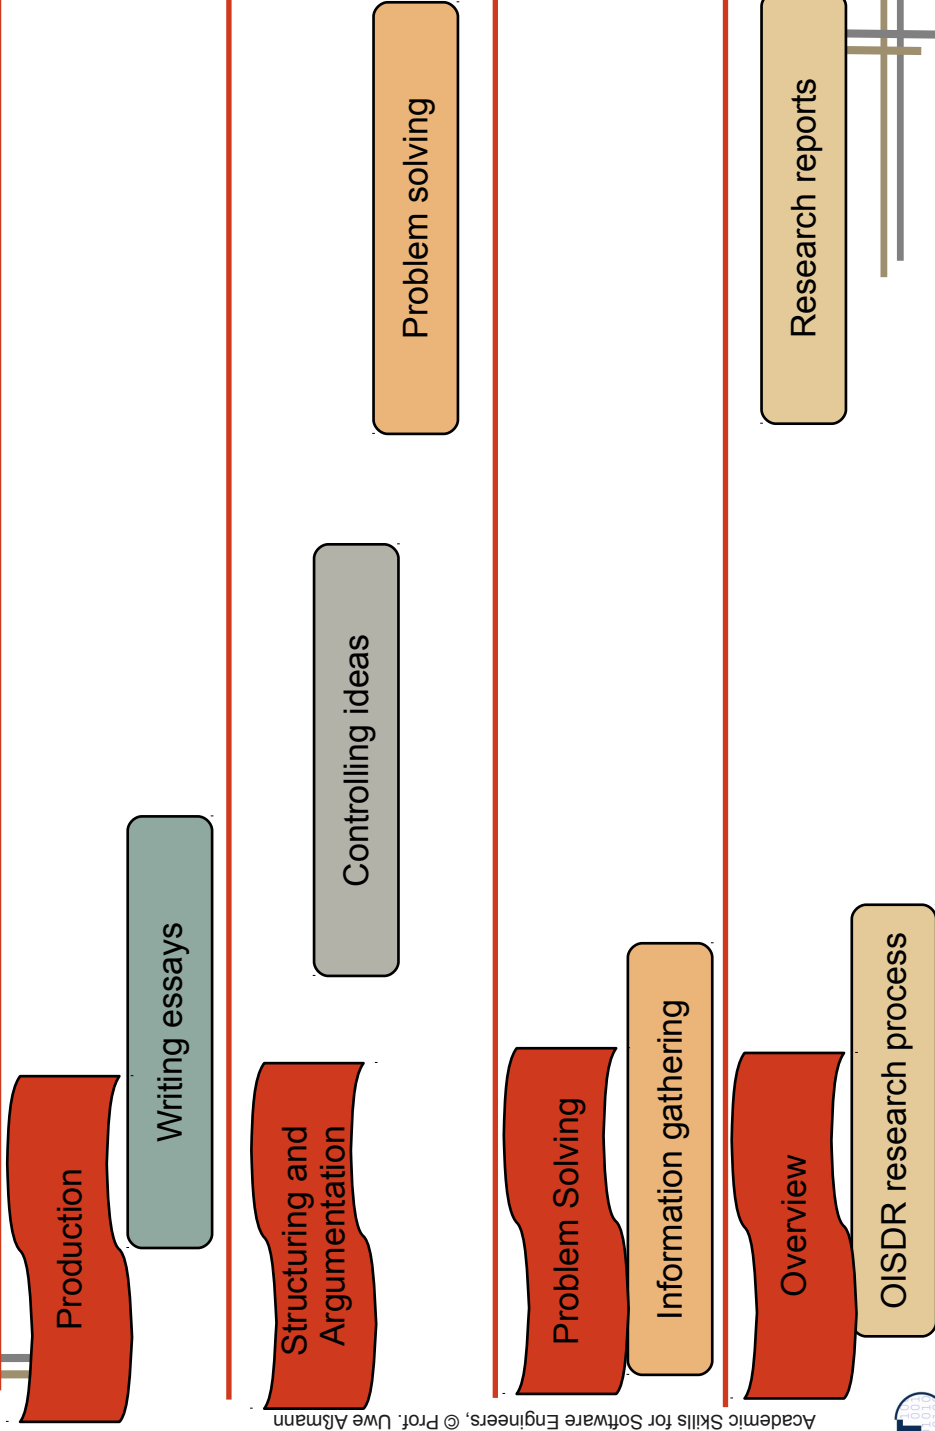 Production
Writing essays
Structuring and
Argumentation
Controlling ideas
Problem solving
Problem Solving
Information gathering
Overview
OISDR research process
Research reports
Academic Skills for Software Engineers, © Prof. Uwe Aßmann